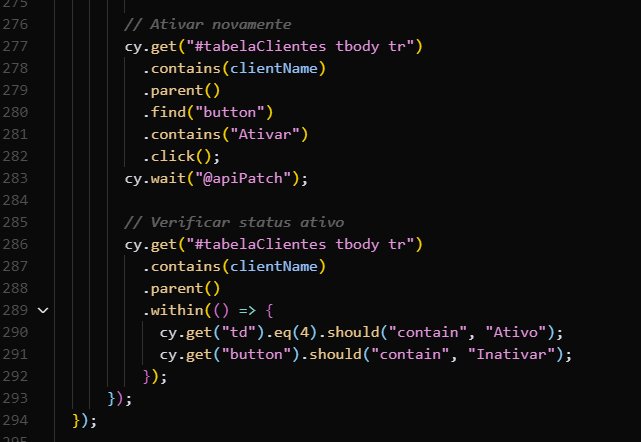 275
276 // Ativar novamente
277 cy.get("#tabelaClientes tbody tr")
278 .contains(clientName)
279 .parent()
280 .find("button")
281 .contains("Ativar")
282 .click();
283 cy.wait("@apiPatch");
284
285 // Verificar status ativo
286 cy.get("#tabelaClientes tbody tr")
287 .contains(clientName)
288 .parent()
289 .within(() => {
290 cy.get("td").eq(4).should("contain", "Ativo");
291 cy.get("button").should("contain", "Inativar");
292 });
293 });
294 });
295